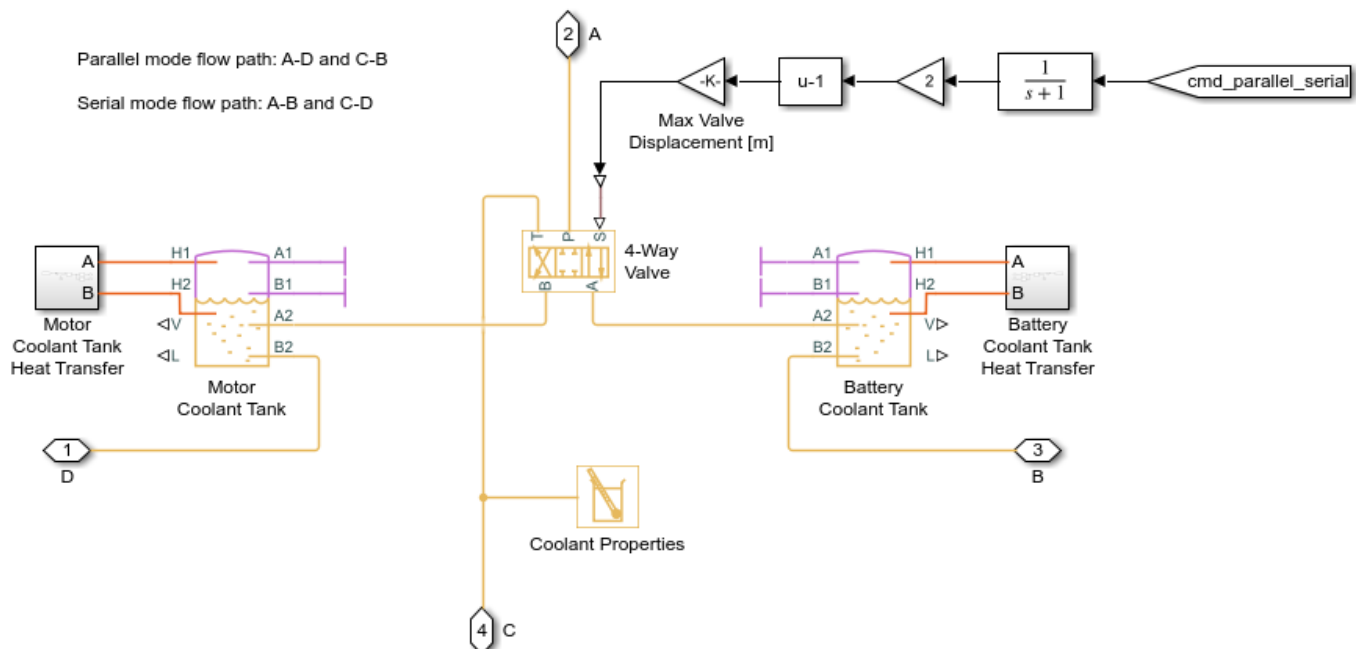 2 A
Parallel mode flow path: A-D and C-B
Serial mode flow path: A-B and C-D
-K-
u-1
2
1
s + 1
cmd_parallel_serial
Max Valve
Displacement [m]
T P S
4-Way
Valve
B A
A
B
Motor
Coolant Tank
Heat Transfer
H1 A1
H2 B1
V A2
L B2
Motor
Coolant Tank
A1 H1
B1 H2
A2 V
B2 L
Battery
Coolant Tank
A
B
Battery
Coolant Tank
Heat Transfer
1
D
3
B
Coolant Properties
4 C